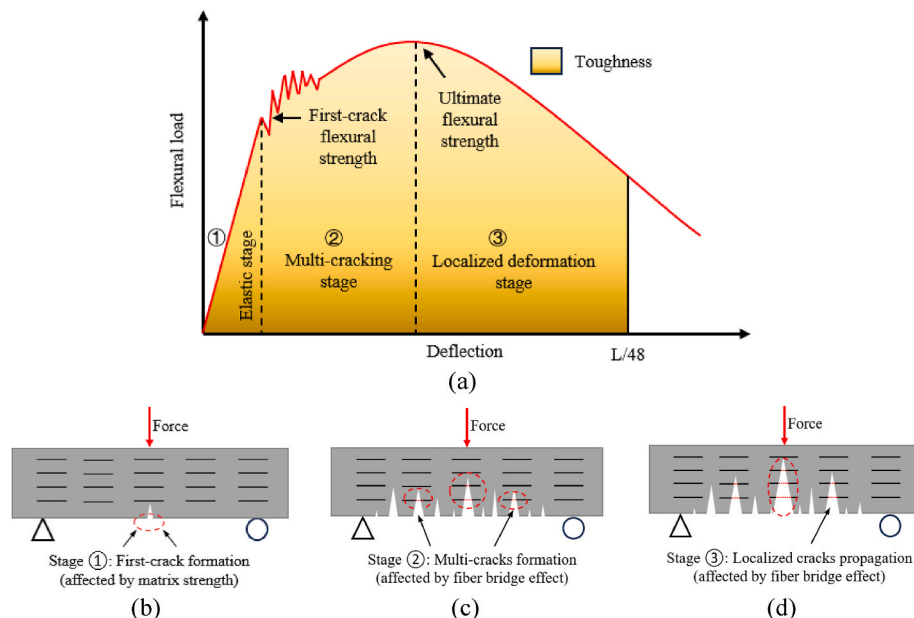 Toughness
Flexural load
First-crack
flexural
strength
Ultimate
flexural
strength
①
Elastic stage
②
Multi-cracking
stage
③
Localized deformation
stage
Deflection
L/48
(a)
Force
Force
Force
Stage ①: First-crack formation
(affected by matrix strength)
Stage ②: Multi-cracks formation
(affected by fiber bridge effect)
Stage ③: Localized cracks propagation
(affected by fiber bridge effect)
(b)
(c)
(d)